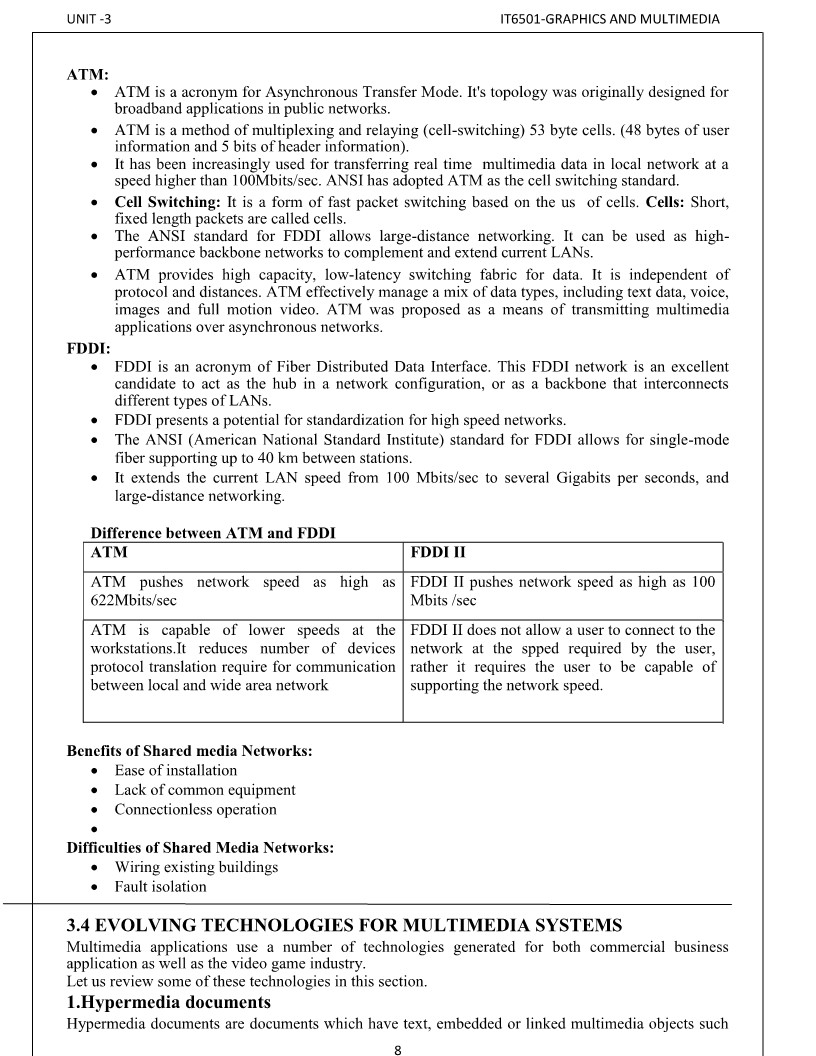 UNIT -3 IT6501-GRAPHICS AND MULTIMEDIA
ATM:
• ATM is a acronym for Asynchronous Transfer Mode. It's topology was originally designed for
broadband applications in public networks.
• ATM is a method of multiplexing and relaying (cell-switching) 53 byte cells. (48 bytes of user
information and 5 bits of header information).
• It has been increasingly used for transferring real time multimedia data in local network at a
speed higher than 100Mbits/sec. ANSI has adopted ATM as the cell switching standard.
• Cell Switching: It is a form of fast packet switching based on the us of cells. Cells: Short,
fixed length packets are called cells.
• The ANSI standard for FDDI allows large-distance networking. It can be used as high-
performance backbone networks to complement and extend current LANs.
• ATM provides high capacity, low-latency switching fabric for data. It is independent of
protocol and distances. ATM effectively manage a mix of data types, including text data, voice,
images and full motion video. ATM was proposed as a means of transmitting multimedia
applications over asynchronous networks.
FDDI:
• FDDI is an acronym of Fiber Distributed Data Interface. This FDDI network is an excellent
candidate to act as the hub in a network configuration, or as a backbone that interconnects
different types of LANs.
• FDDI presents a potential for standardization for high speed networks.
• The ANSI (American National Standard Institute) standard for FDDI allows for single-mode
fiber supporting up to 40 km between stations.
• It extends the current LAN speed from 100 Mbits/sec to several Gigabits per seconds, and
large-distance networking.
Difference between ATM and FDDI
ATM
FDDI II
ATM pushes network speed as high as
622Mbits/sec
FDDI II pushes network speed as high as 100
Mbits /sec
ATM is capable of lower speeds at the
workstations.It reduces number of devices
protocol translation require for communication
between local and wide area network
FDDI II does not allow a user to connect to the
network at the spped required by the user,
rather it requires the user to be capable of
supporting the network speed.
Benefits of Shared media Networks:
• Ease of installation
• Lack of common equipment
• Connectionless operation
•
Difficulties of Shared Media Networks:
• Wiring existing buildings
• Fault isolation
3.4 EVOLVING TECHNOLOGIES FOR MULTIMEDIA SYSTEMS
Multimedia applications use a number of technologies generated for both commercial business
application as well as the video game industry.
Let us review some of these technologies in this section.
1.Hypermedia documents
Hypermedia documents are documents which have text, embedded or linked multimedia objects such
8